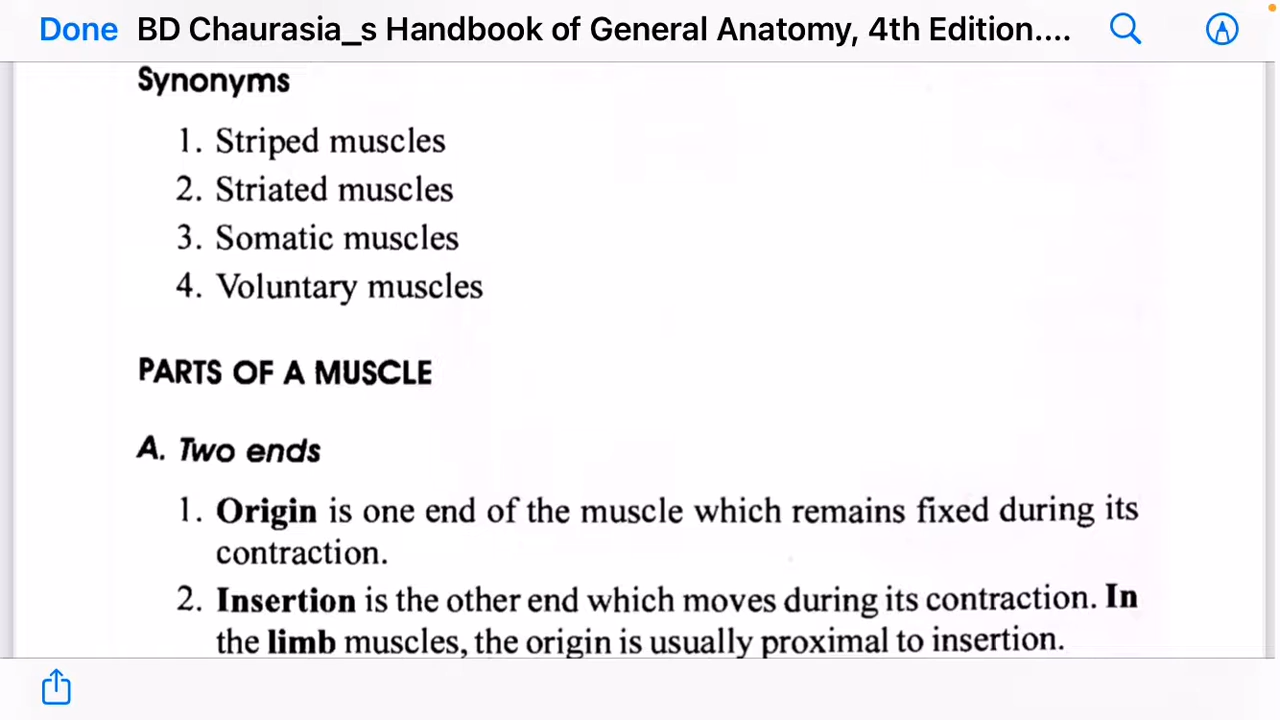 Done BD Chaurasia_s Handbook of General Anatomy, 4th Edition....
Synonyms
1. Striped muscles
2. Striated muscles
3. Somatic muscles
4. Voluntary muscles
PARTS OF A MUSCLE
A. Two ends
1. Origin is one end of the muscle which remains fixed during its
contraction.
2. Insertion is the other end which moves during its contraction. In
the limb muscles, the origin is usually proximal to insertion.